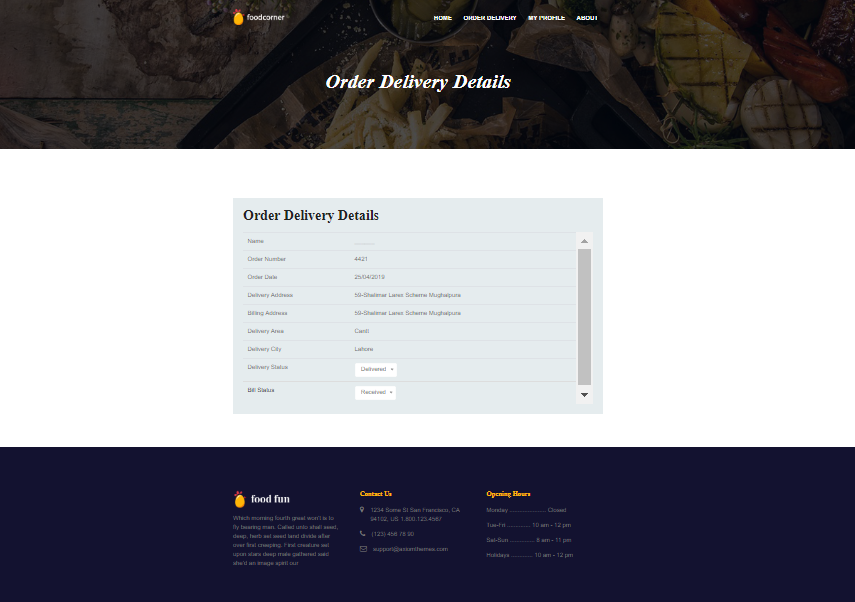 foodcorner
HOME ORDER DELIVERY MY PROFILE ABOUT
Order Delivery Details
Order Delivery Details
Name
Order Number 4421
Order Date 25/04/2019
Delivery Address 59-Shalimar Larex Scheme Mughalpura
Billing Address 59-Shalimar Larex Scheme Mughalpura
Delivery Area Cantt
Delivery City Lahore
Delivery Status Delivered
Bill Status Received
food fun
Which morning fourth great won't is to
fly bearing man. Called unto shall seed,
deep, herb set seed land divide after
over first creeping. First creature set
upon stars deep male gathered said
she'd an image spirit our
Contact Us
1234 Some St San Francisco, CA
94102, US 1.800.123.4567
(123) 456 78 90
support@axiomthemes.com
Opening Hours
Monday ...................... Closed
Tue-Fri .............. 10 am - 12 pm
Sat-Sun ............... 8 am - 11 pm
Holidays ............. 10 am - 12 pm